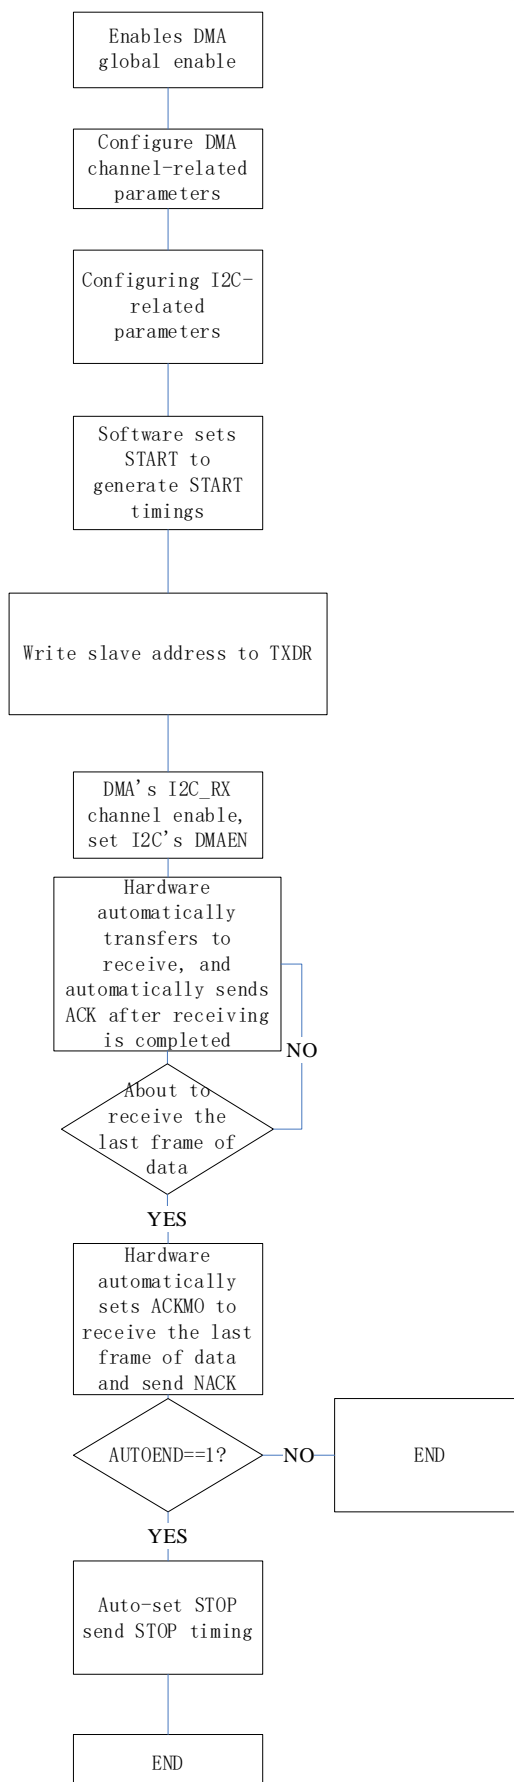 Enables DMA
global enable
Configure DMA
channel-related
parameters
Configuring I2C-
related
parameters
Software sets
START to
generate START
timings
Write slave address to TXDR
DMA's I2C_RX
channel enable,
set I2C's DMAEN
Hardware
automatically
transfers to
receive, and
automatically sends
ACK after receiving
is completed
NO
About to
receive the
last frame of
data
YES
Hardware
automatically
sets ACKMO to
receive the last
frame of data
and send NACK
AUTOEND==1?
NO
END
YES
Auto-set STOP
send STOP timing
END